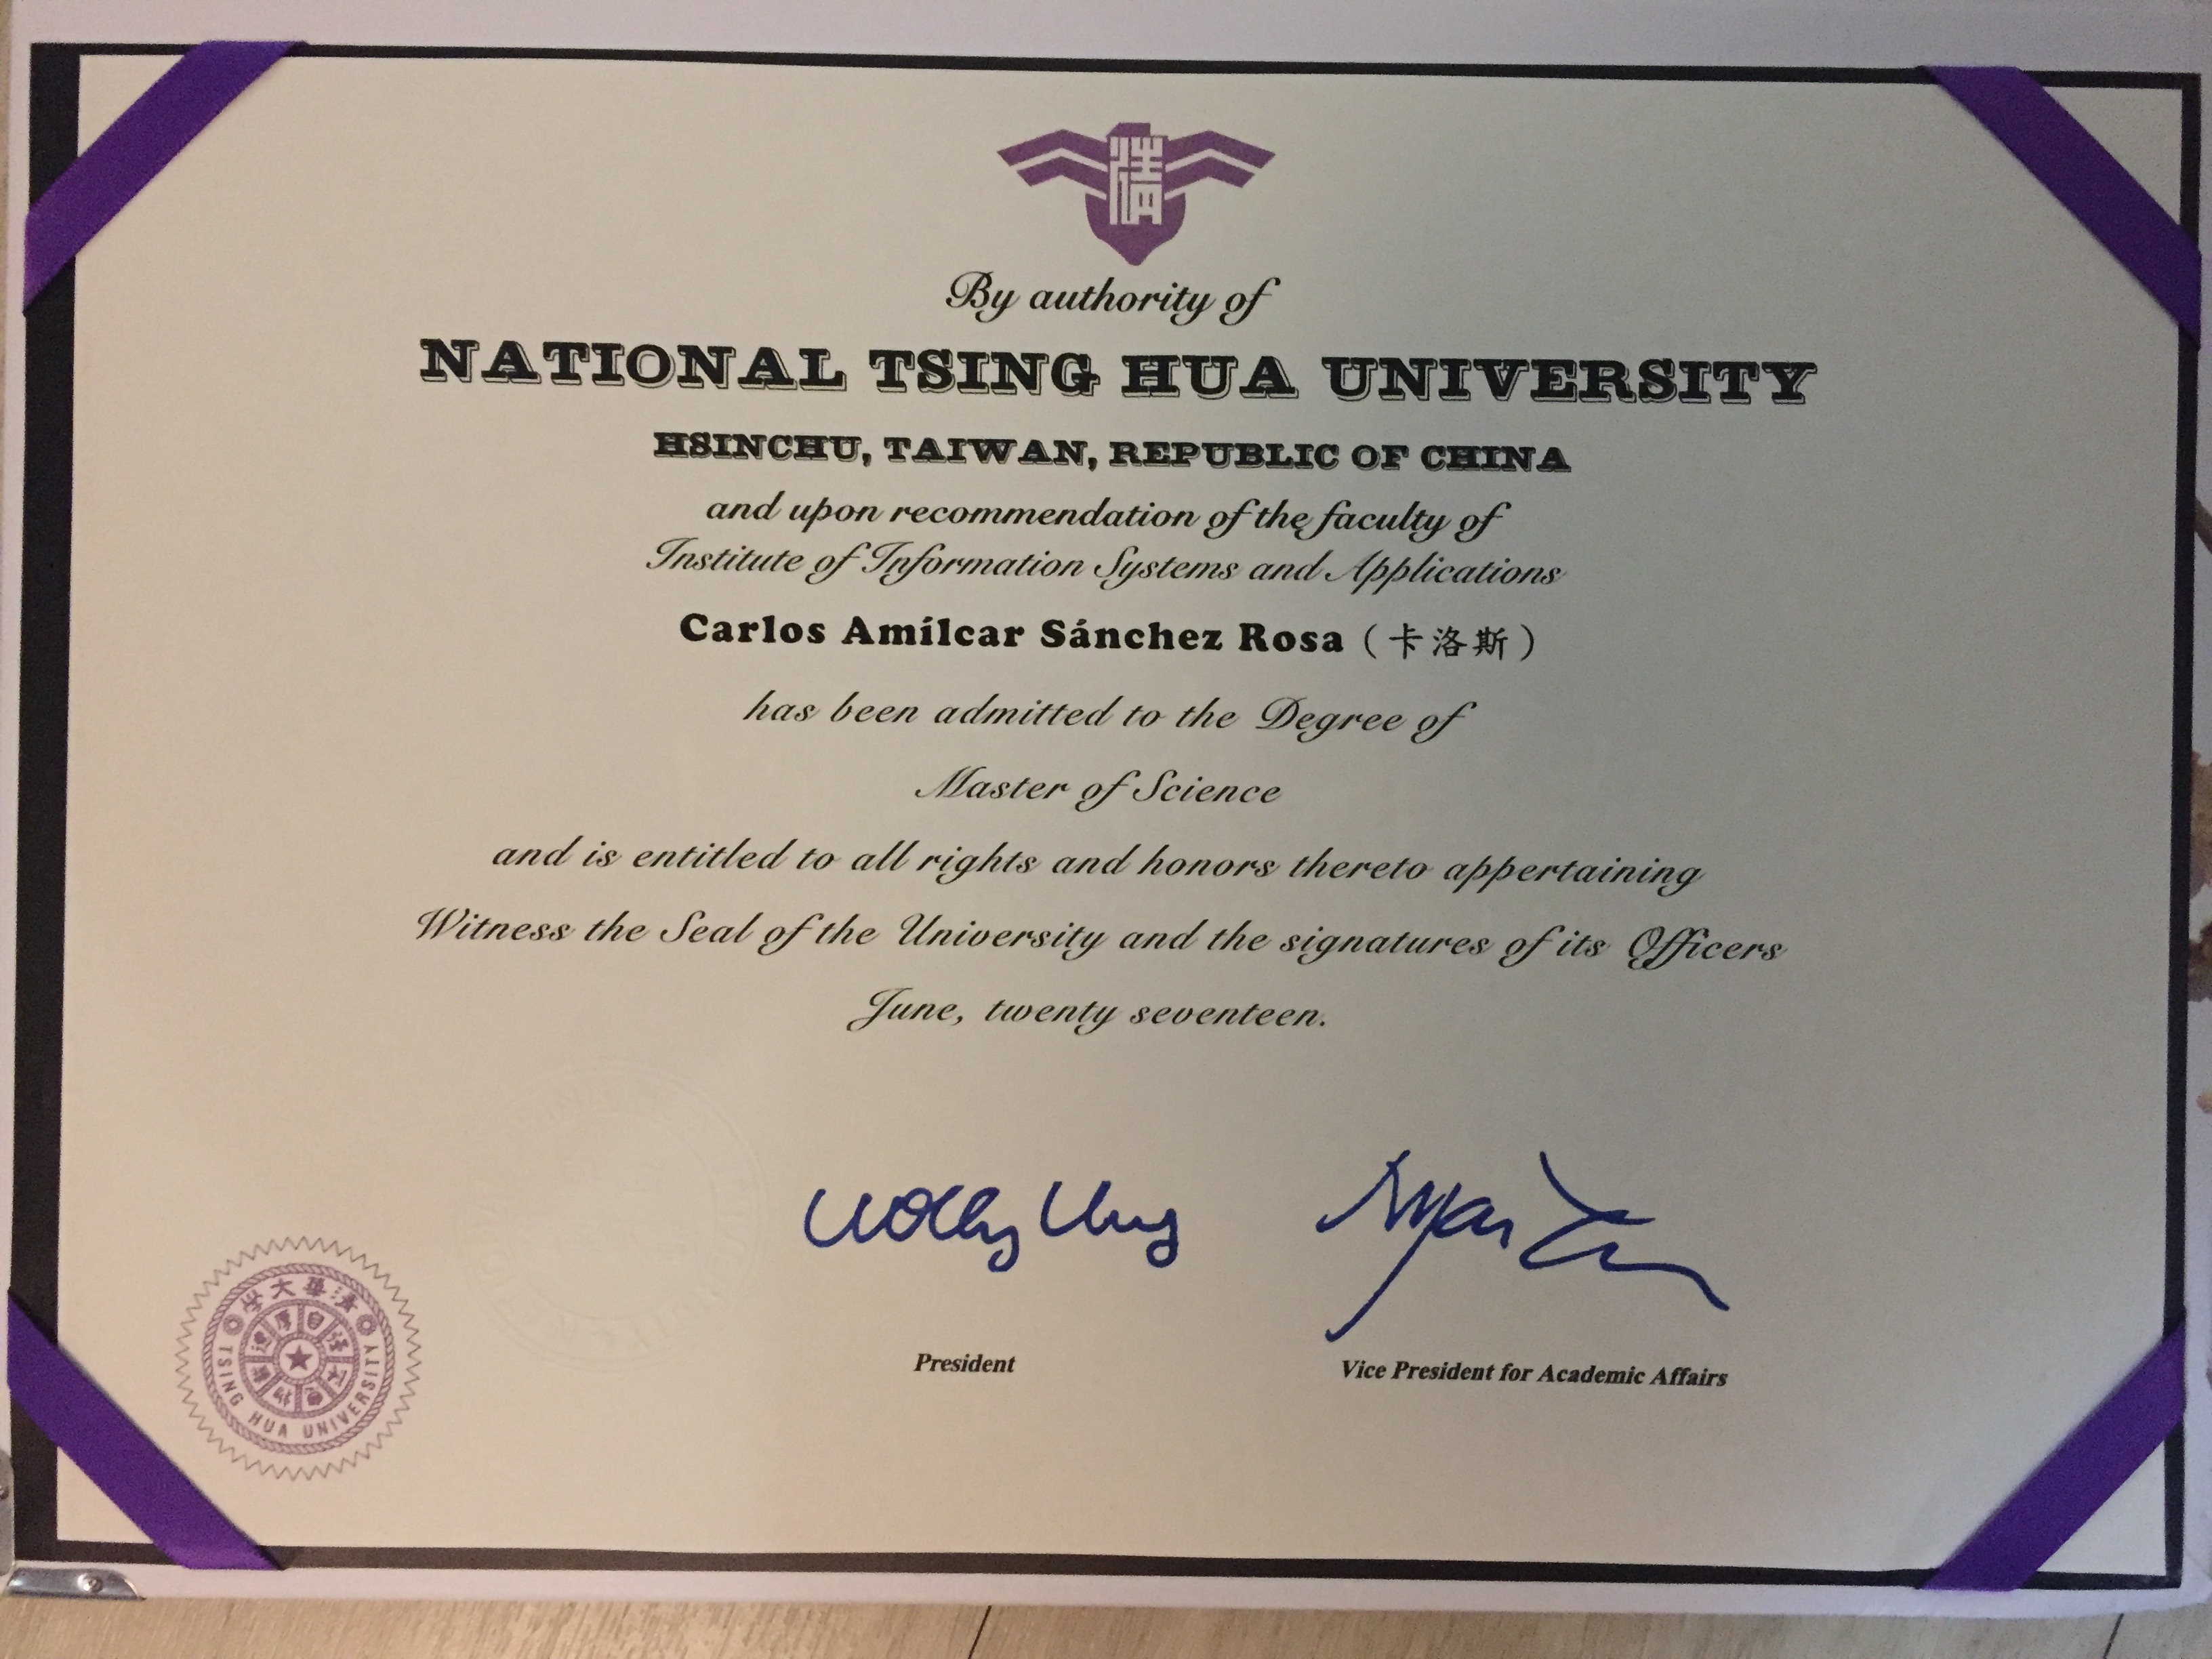 清
By authority of
NATIONAL TSING HUA UNIVERSITY
HSINCHU, TAIWAN, REPUBLIC OF CHINA
and upon recommendation of the faculty of
Institute of Information Systems and Applications
Carlos Amílcar Sánchez Rosa (卡洛斯)
has been admitted to the Degree of
Master of Science
and is entitled to all rights and honors thereto appertaining
Witness the Seal of the University and the signatures of its Officers
June, twenty seventeen.
President
Vice President for Academic Affairs
學大華清
TSING HUA UNIVERSITY